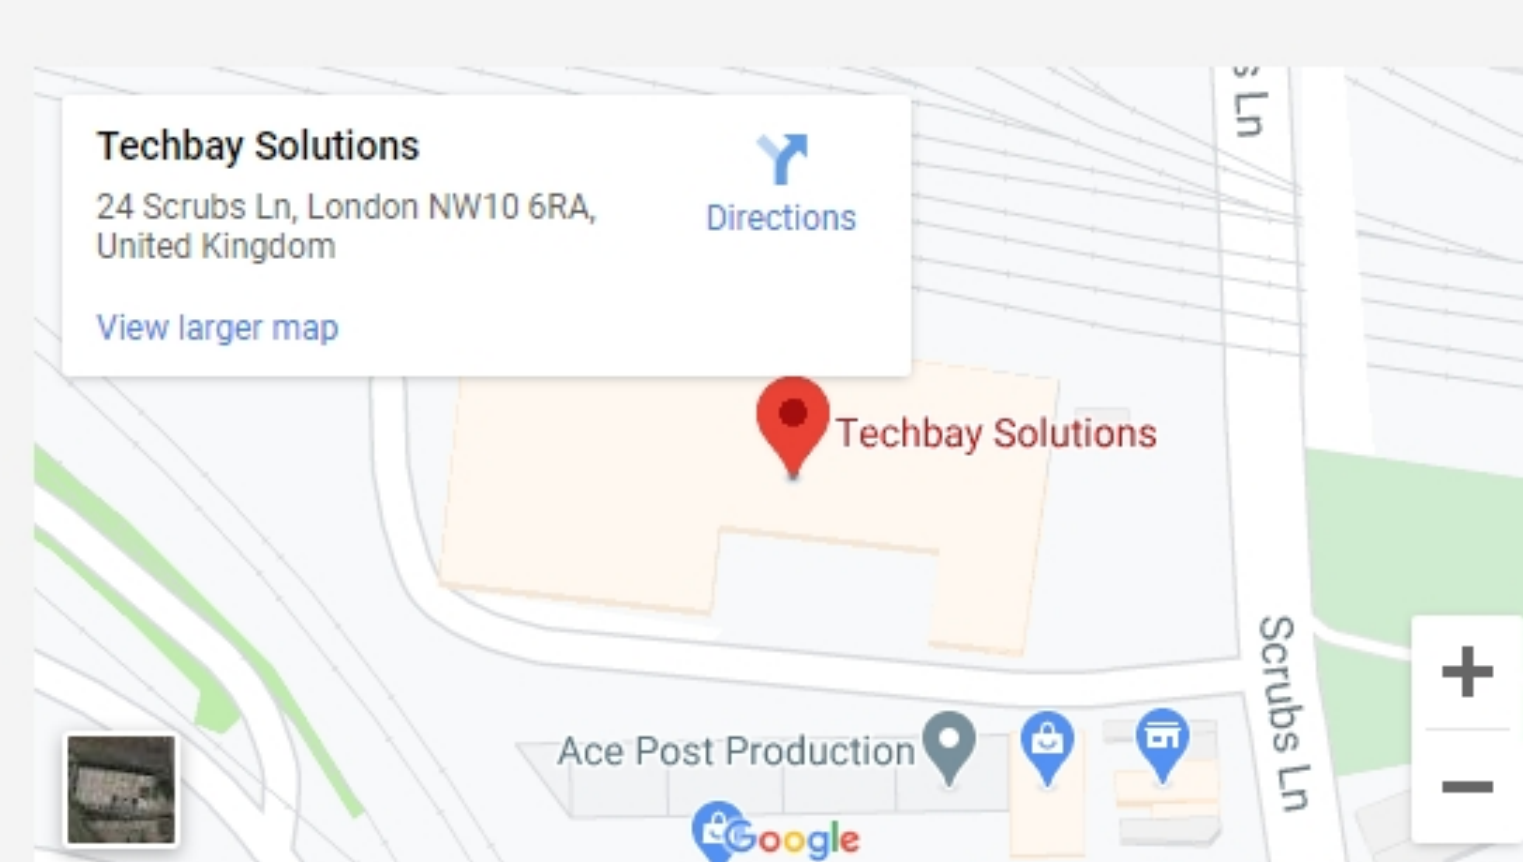 s Ln
Techbay Solutions
Directions
24 Scrubs Ln, London NW10 6RA,
United Kingdom
View larger map
Techbay Solutions
Scrubs Ln
Ace Post Production
Google